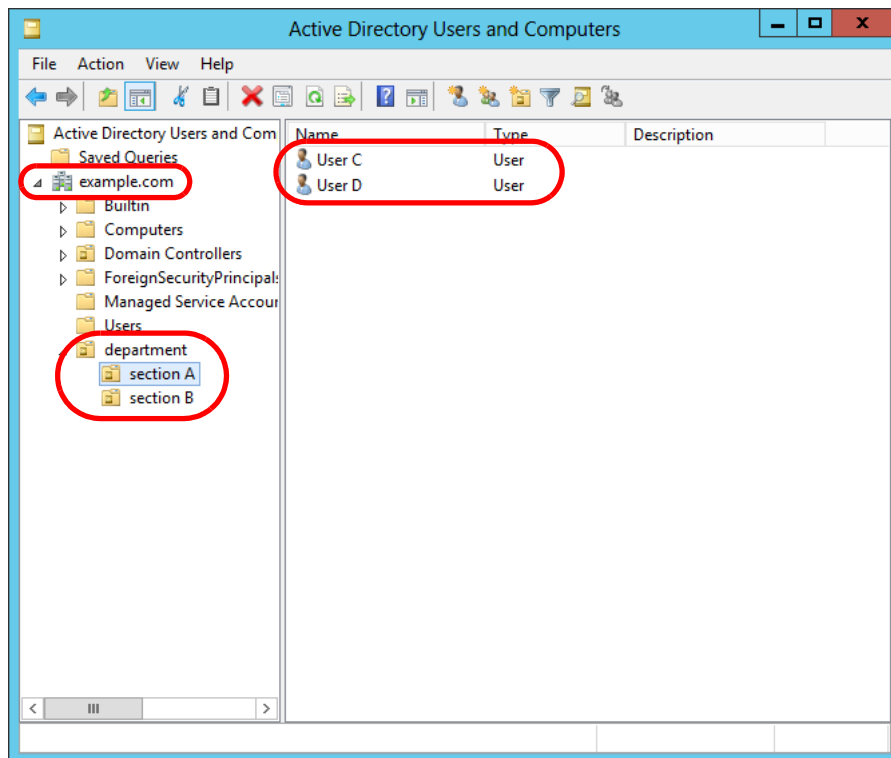 Active Directory Users and Computers
File Action View Help
Active Directory Users and Com
Saved Queries
example.com
Builtin
Computers
Domain Controllers
ForeignSecurityPrincipals
Managed Service Accour
Users
department
section A
section B
Name Type Description
User C User
User D User